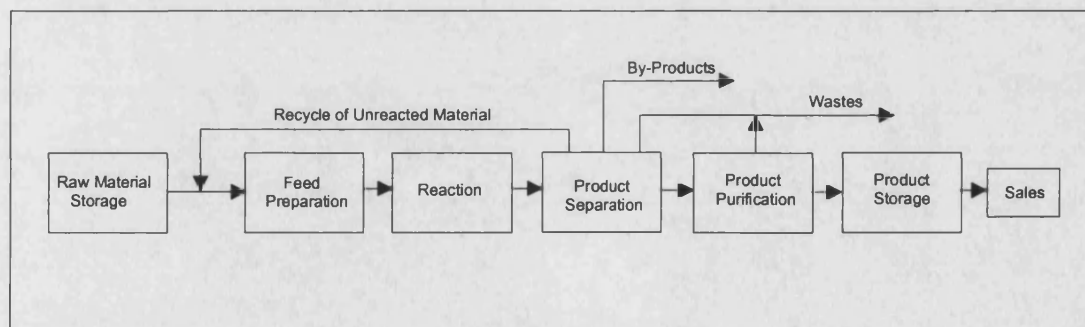 By-Products
Wastes
Recycle of Unreacted Material
Raw Material
Storage
Feed
Preparation
Reaction
Product
Separation
Product
Purification
Product
Storage
Sales